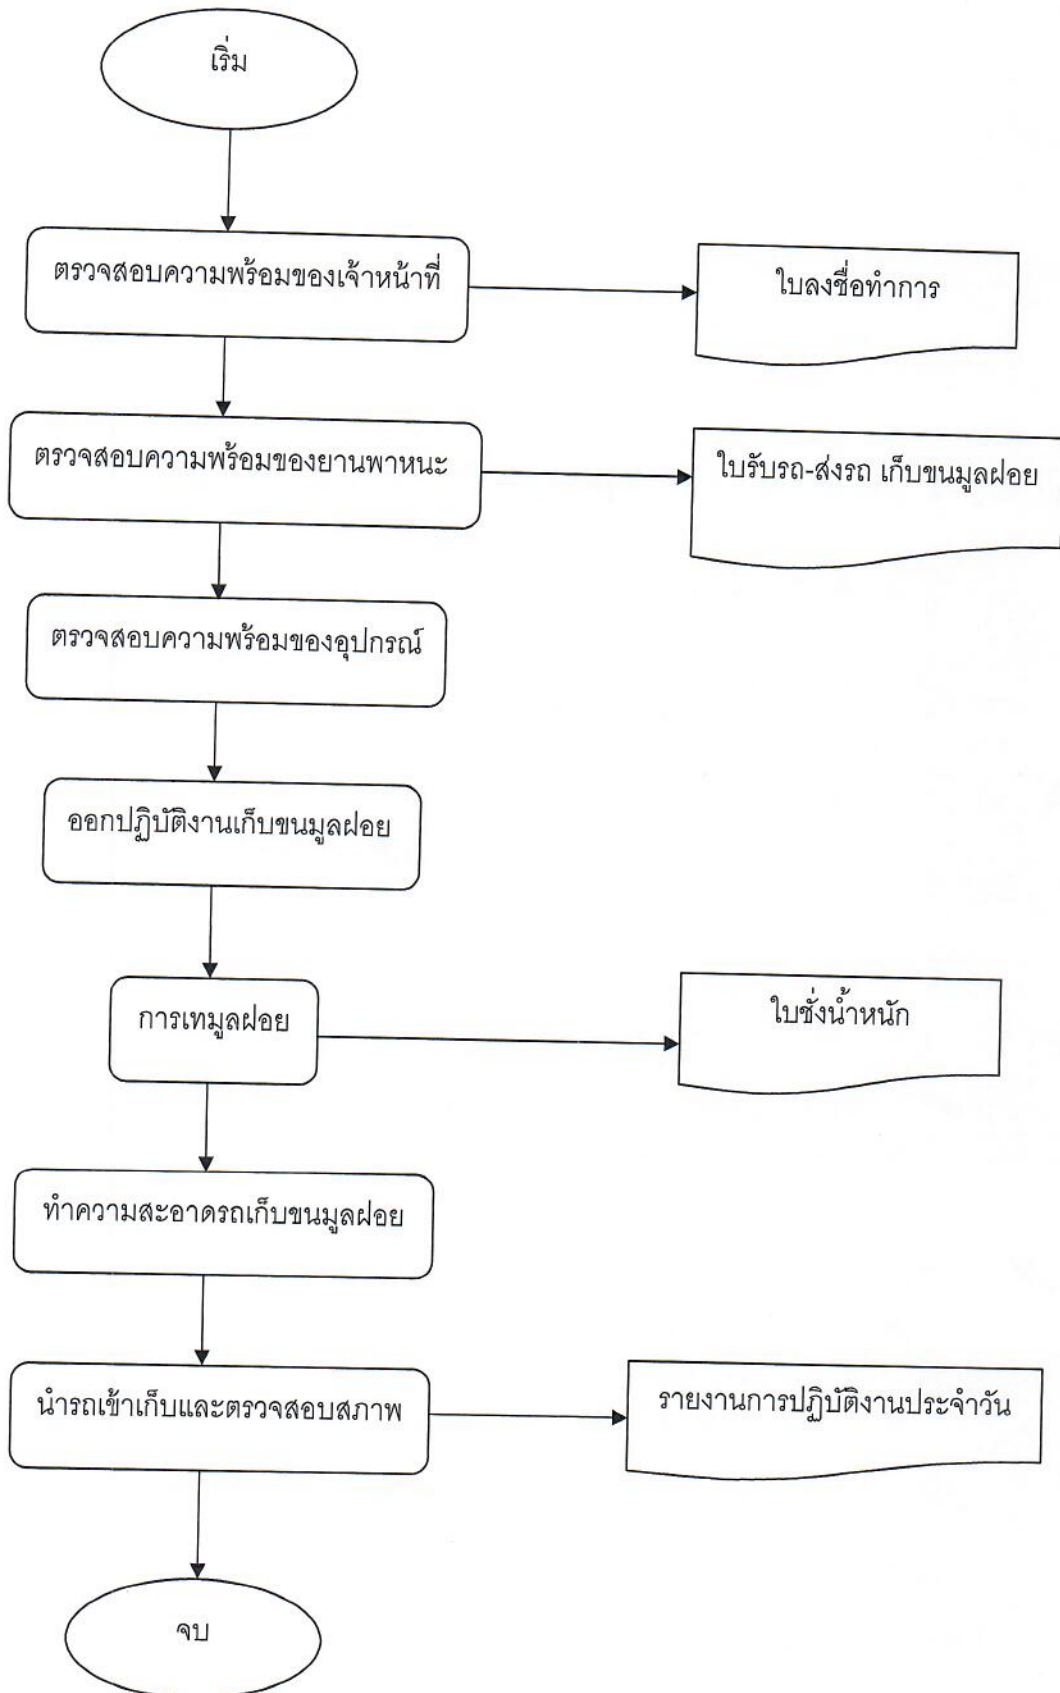 เริ่ม
ตรวจสอบความพร้อมของเจ้าหน้าที่
ใบลงชื่อทำการ
ตรวจสอบความพร้อมของยานพาหนะ
ใบรับรถ-ส่งรถ เก็บขนมูลฝอย
ตรวจสอบความพร้อมของอุปกรณ์
ออกปฏิบัติงานเก็บขนมูลฝอย
การเทมูลฝอย
ใบชั่งน้ำหนัก
ทำความสะอาดรถเก็บขนมูลฝอย
นำรถเข้าเก็บและตรวจสอบสภาพ
รายงานการปฏิบัติงานประจำวัน
จบ